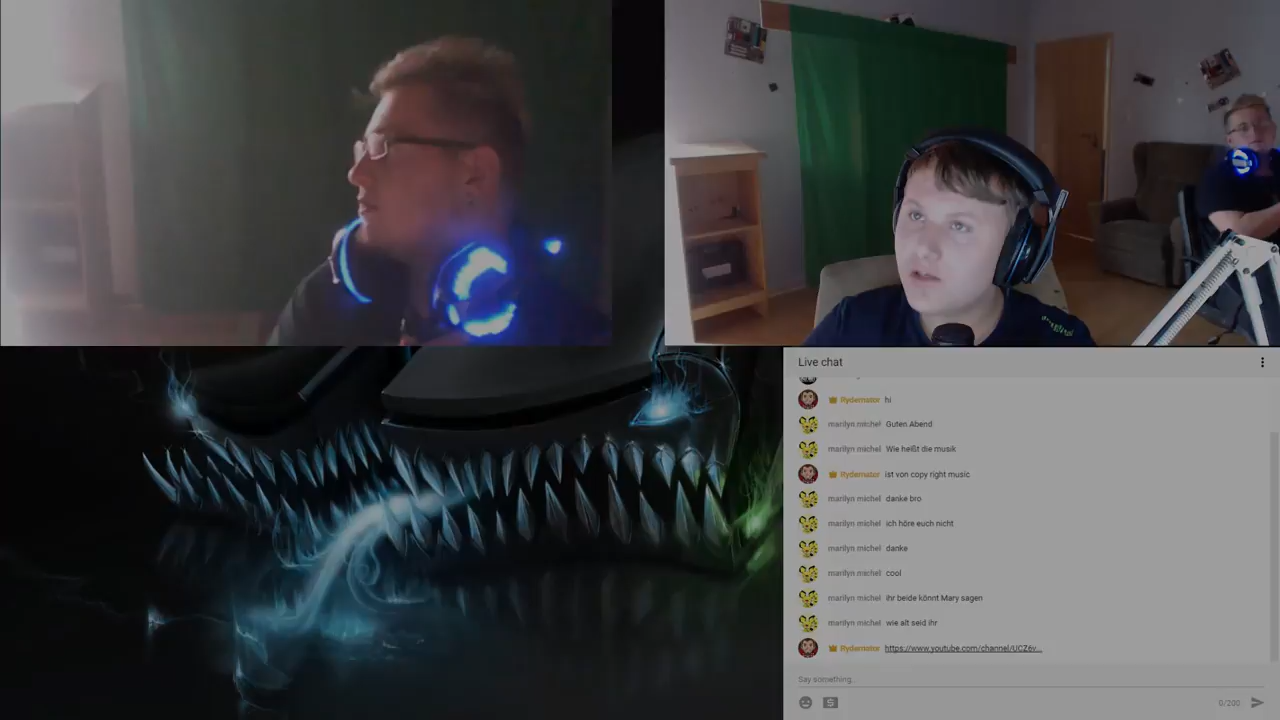 Live chat
Rydernator hi
marilyn michel Guten Abend
marilyn michel Wie heißt die musik
Rydernator ist von copy right music
marilyn michel danke bro
marilyn michel ich höre euch nicht
marilyn michel danke
marilyn michel cool
marilyn michel ihr beide könnt Mary sagen
marilyn michel wie alt seid ihr
Rydernator https://www.youtube.com/channel/UCZ6v...
Say something...
0/200